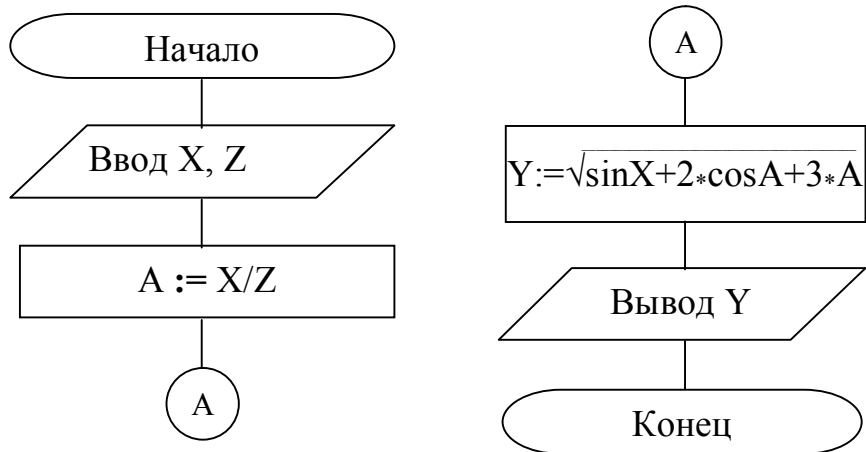 Начало
Ввод X, Z
A := X/Z
A
A
Y:=√sinX+2*cosA+3*A
Вывод Y
Конец